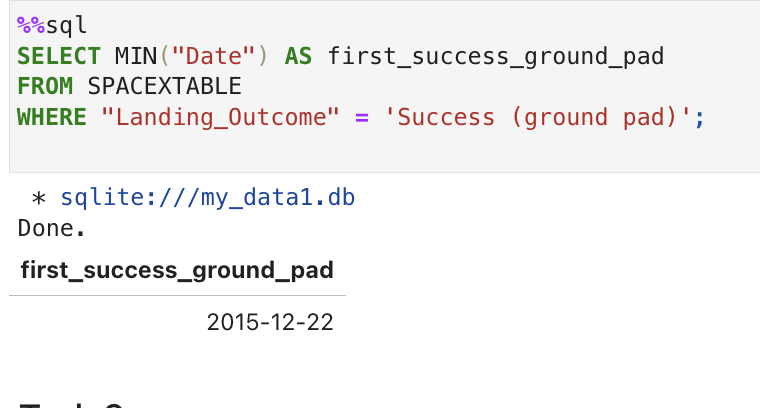 %%sql
SELECT MIN("Date") AS first_success_ground_pad
FROM SPACEXTABLE
WHERE "Landing_Outcome" = 'Success (ground pad)';
* sqlite:///my_data1.db
Done.
first_success_ground_pad
2015-12-22